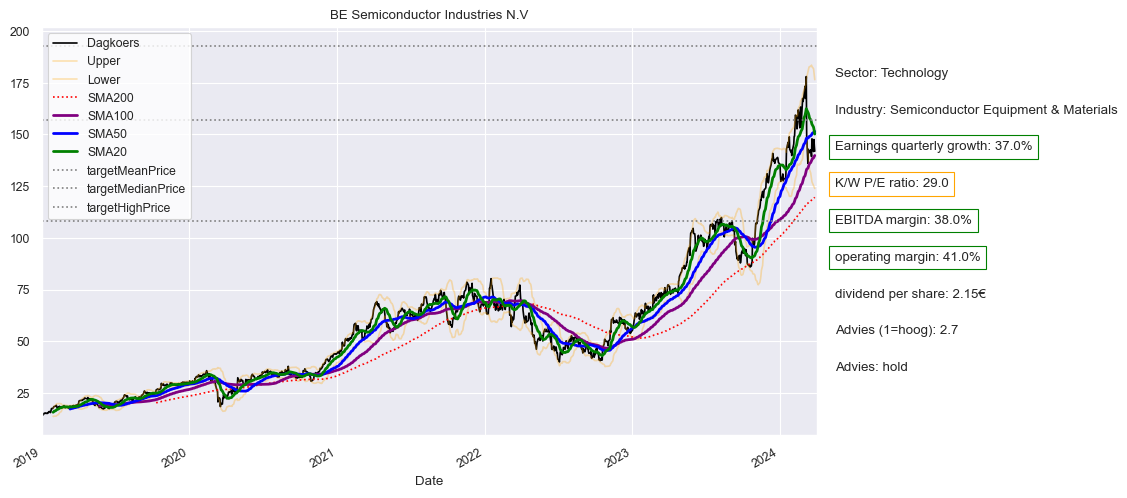 BE Semiconductor Industries N.V
200
175
150
125
100
75
50
25
Dagkoers
Upper
Lower
SMA200
SMA100
SMA50
SMA20
targetMeanPrice
targetMedianPrice
targetHighPrice
2019
2020
2021
2022
2023
2024
Date
Sector: Technology
Industry: Semiconductor Equipment & Materials
Earnings quarterly growth: 37.0%
K/W P/E ratio: 29.0
EBITDA margin: 38.0%
operating margin: 41.0%
dividend per share: 2.15€
Advies (1=hoog): 2.7
Advies: hold